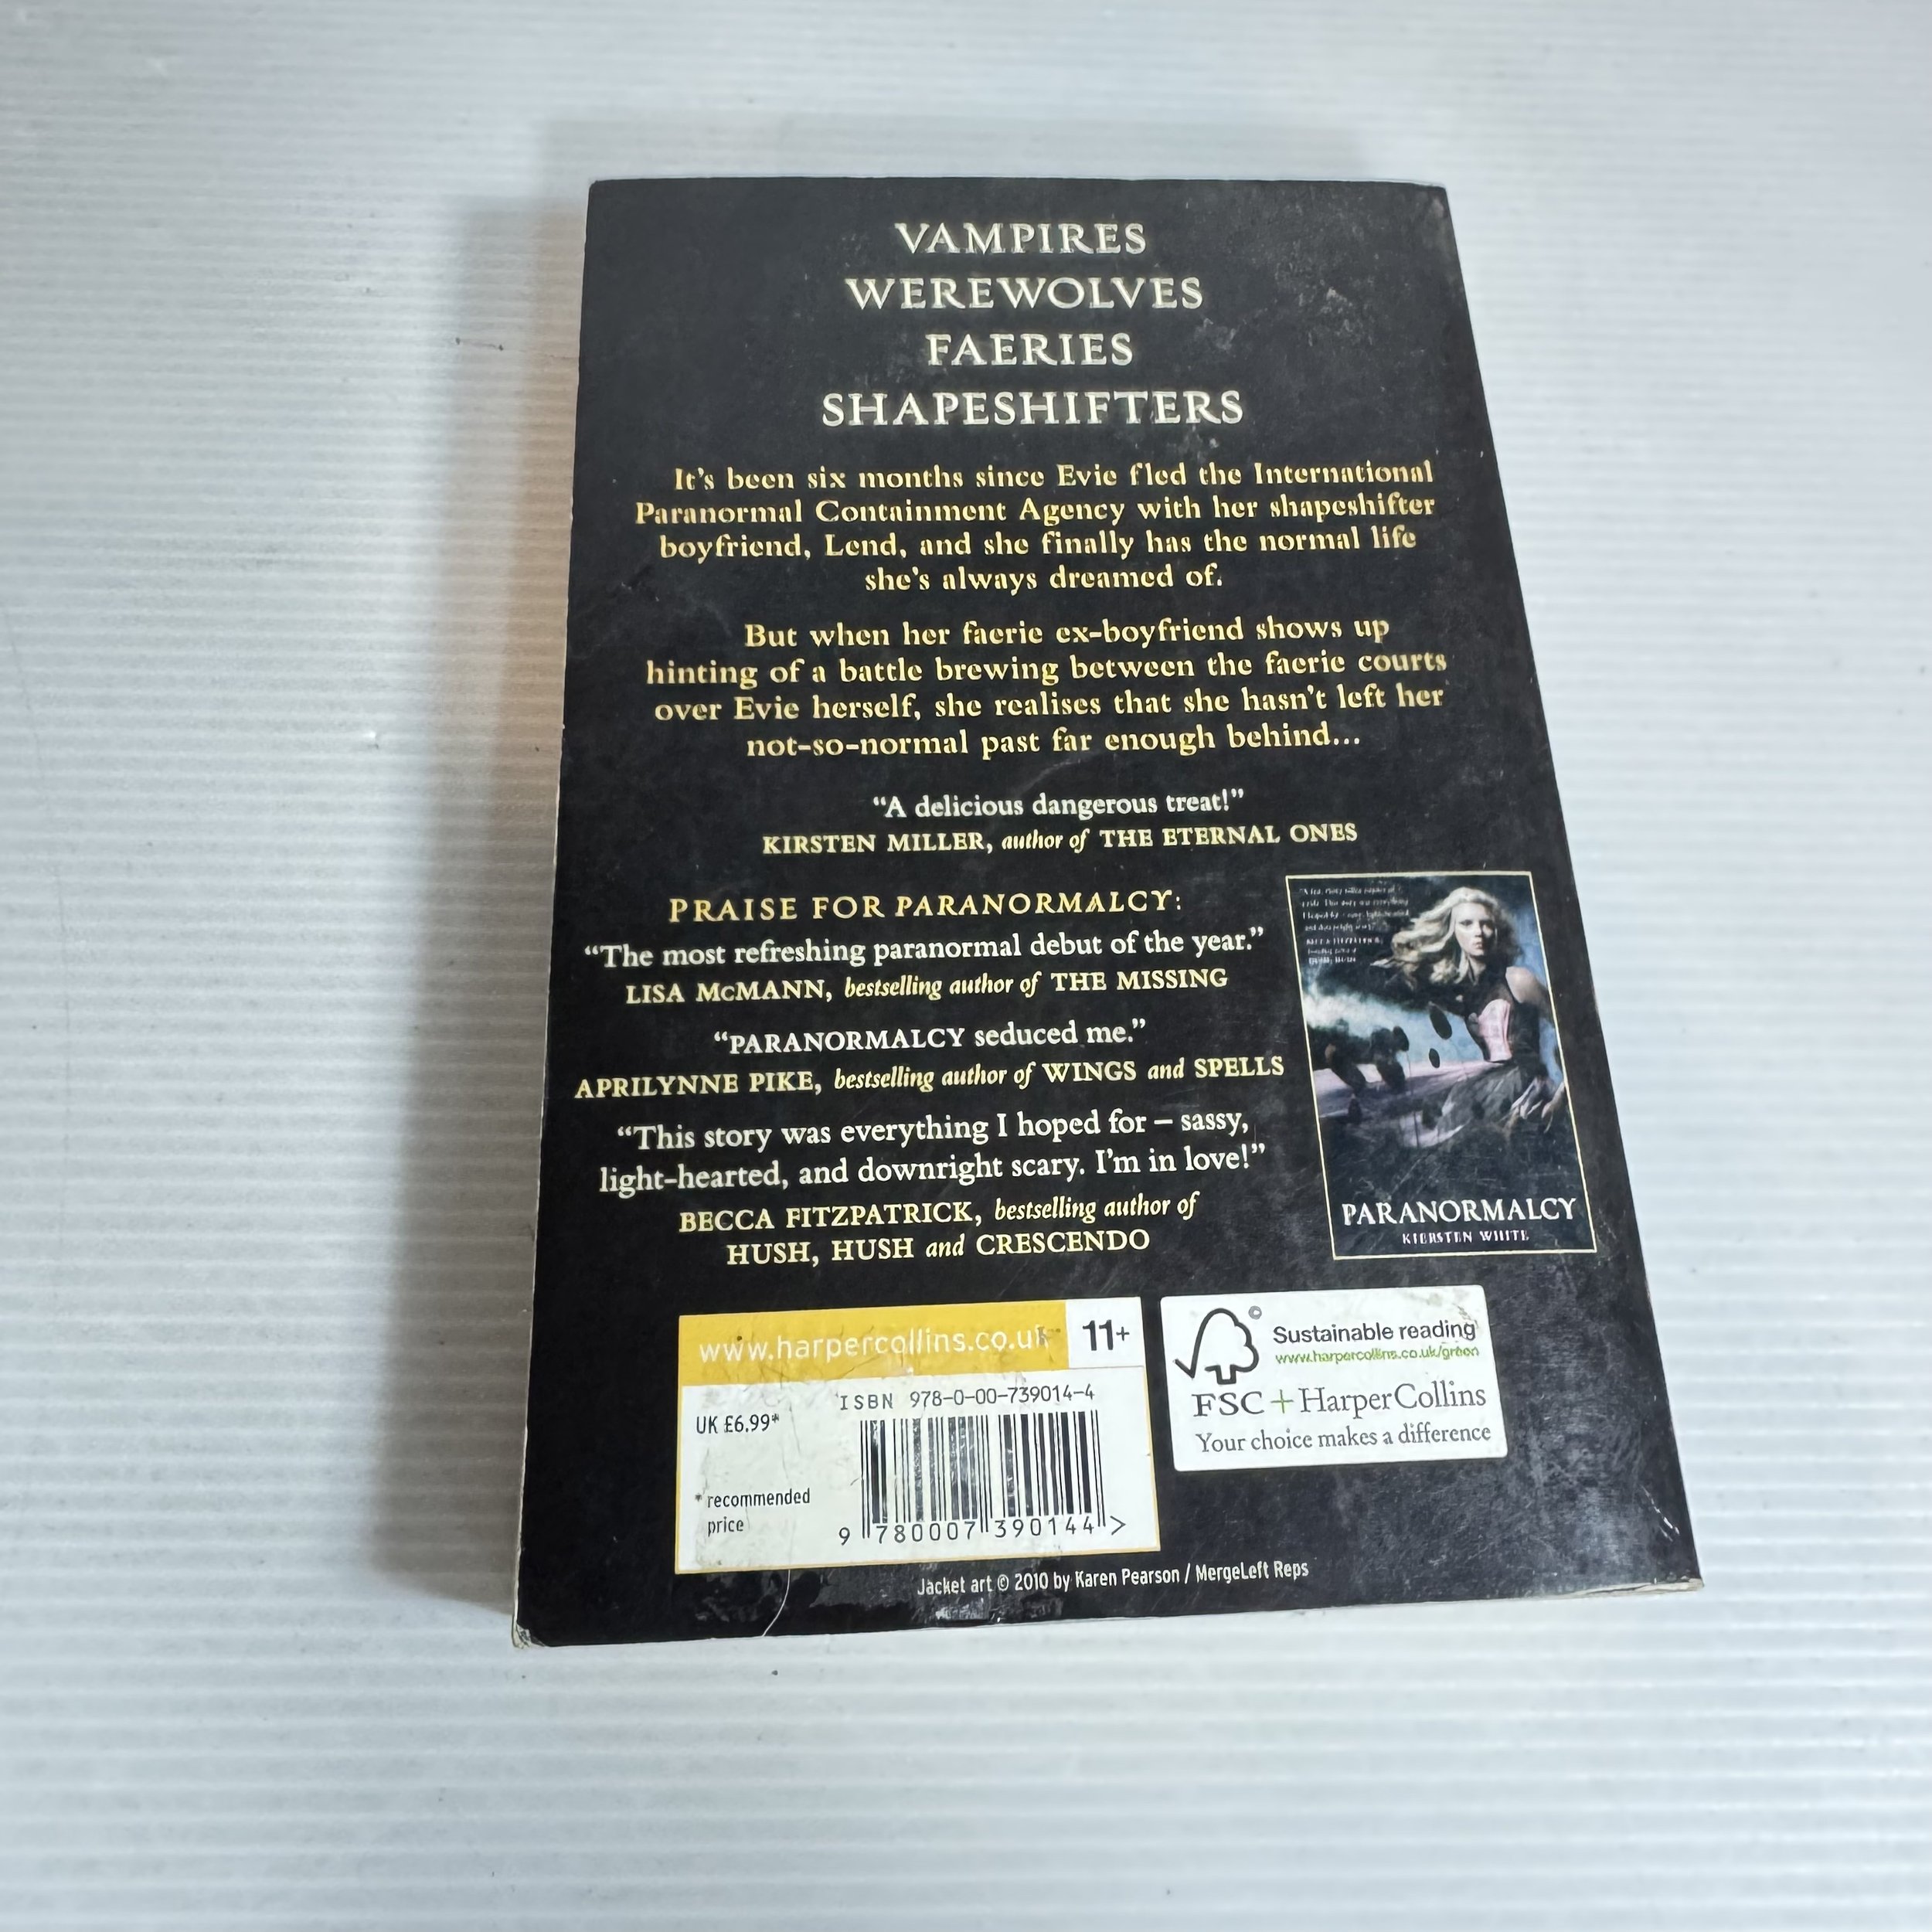 VAMPIRES
WEREWOLVES
FAERIES
SHAPESHIFTERS
It's been six months since Evie fled the International
Paranormal Containment Agency with her shapeshifter
boyfriend, Lend, and she finally has the normal life
she's always dreamed of.
But when her faerie ex-boyfriend shows up
hinting of a battle brewing between the faerie courts
over Evie herself, she realises that she hasn't left her
not-so-normal past far enough behind...
“A delicious dangerous treat!”
KIRSTEN MILLER, author of THE ETERNAL ONES
PRAISE FOR PARANORMALCY:
“The most refreshing paranormal debut of the year.”
LISA McMANN, bestselling author of THE MISSING
“PARANORMALCY seduced me.”
APRILYNNE PIKE, bestselling author of WINGS and SPELLS
“This story was everything I hoped for – sassy,
light-hearted, and downright scary. I'm in love!”
BECCA FITZPATRICK, bestselling author of
HUSH, HUSH and CRESCENDO
PARANORMALCY
KIERSTEN WHITE
www.harpercollins.co.uk 11+
ISBN 978-0-00-739014-4
UK £6.99*
* recommended
price
9 780007 390144 >
Sustainable reading
www.harpercollins.co.uk/green
FSC + HarperCollins
Your choice makes a difference
Jacket art © 2010 by Karen Pearson / MergeLeft Reps